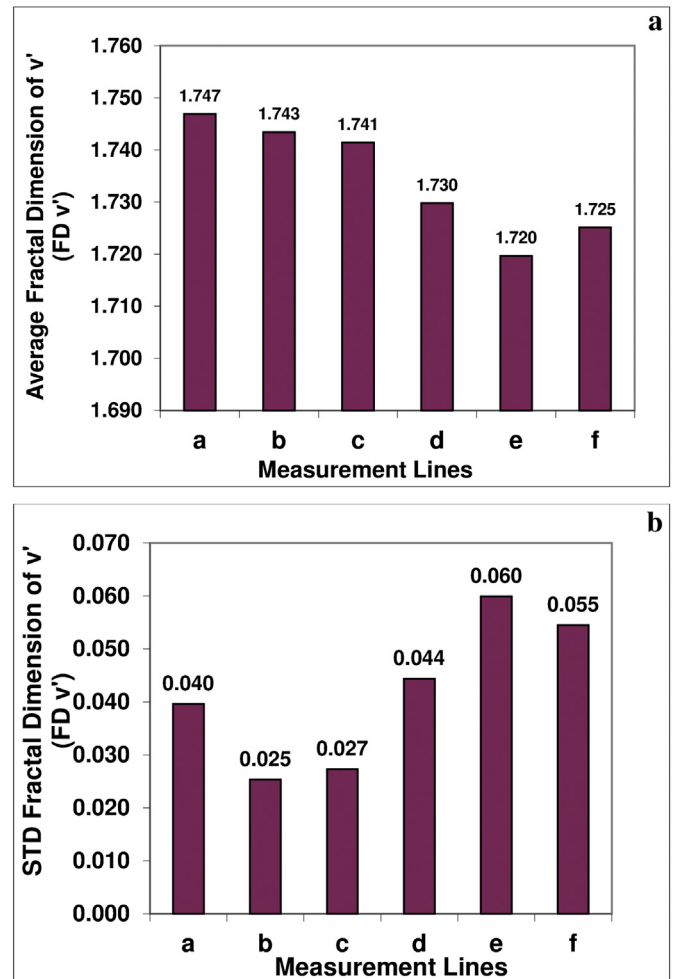 a
Average Fractal Dimension of v'
(FD v')
1.760
1.750
1.740
1.730
1.720
1.710
1.700
1.690
1.747
1.743
1.741
1.730
1.720
1.725
a b c d e f
Measurement Lines
b
STD Fractal Dimension of v'
(FD v')
0.070
0.060
0.050
0.040
0.030
0.020
0.010
0.000
0.040
0.025
0.027
0.044
0.060
0.055
a b c d e f
Measurement Lines